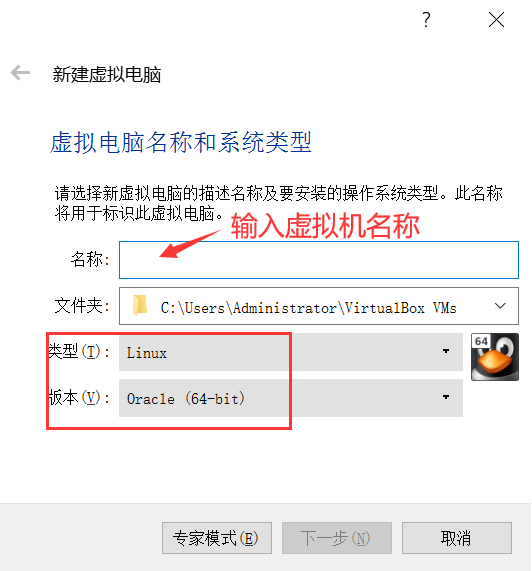 ?
新建虚拟电脑
虚拟电脑名称和系统类型
请选择新虚拟电脑的描述名称及要安装的操作系统类型。此名称
将用于标识此虚拟电脑。
输入虚拟机名称
名称:
文件夹: C:\Users\Administrator\VirtualBox VMs
类型(T): Linux
64
版本(V): Oracle (64-bit)
专家模式(E) 下一步(N) 取消